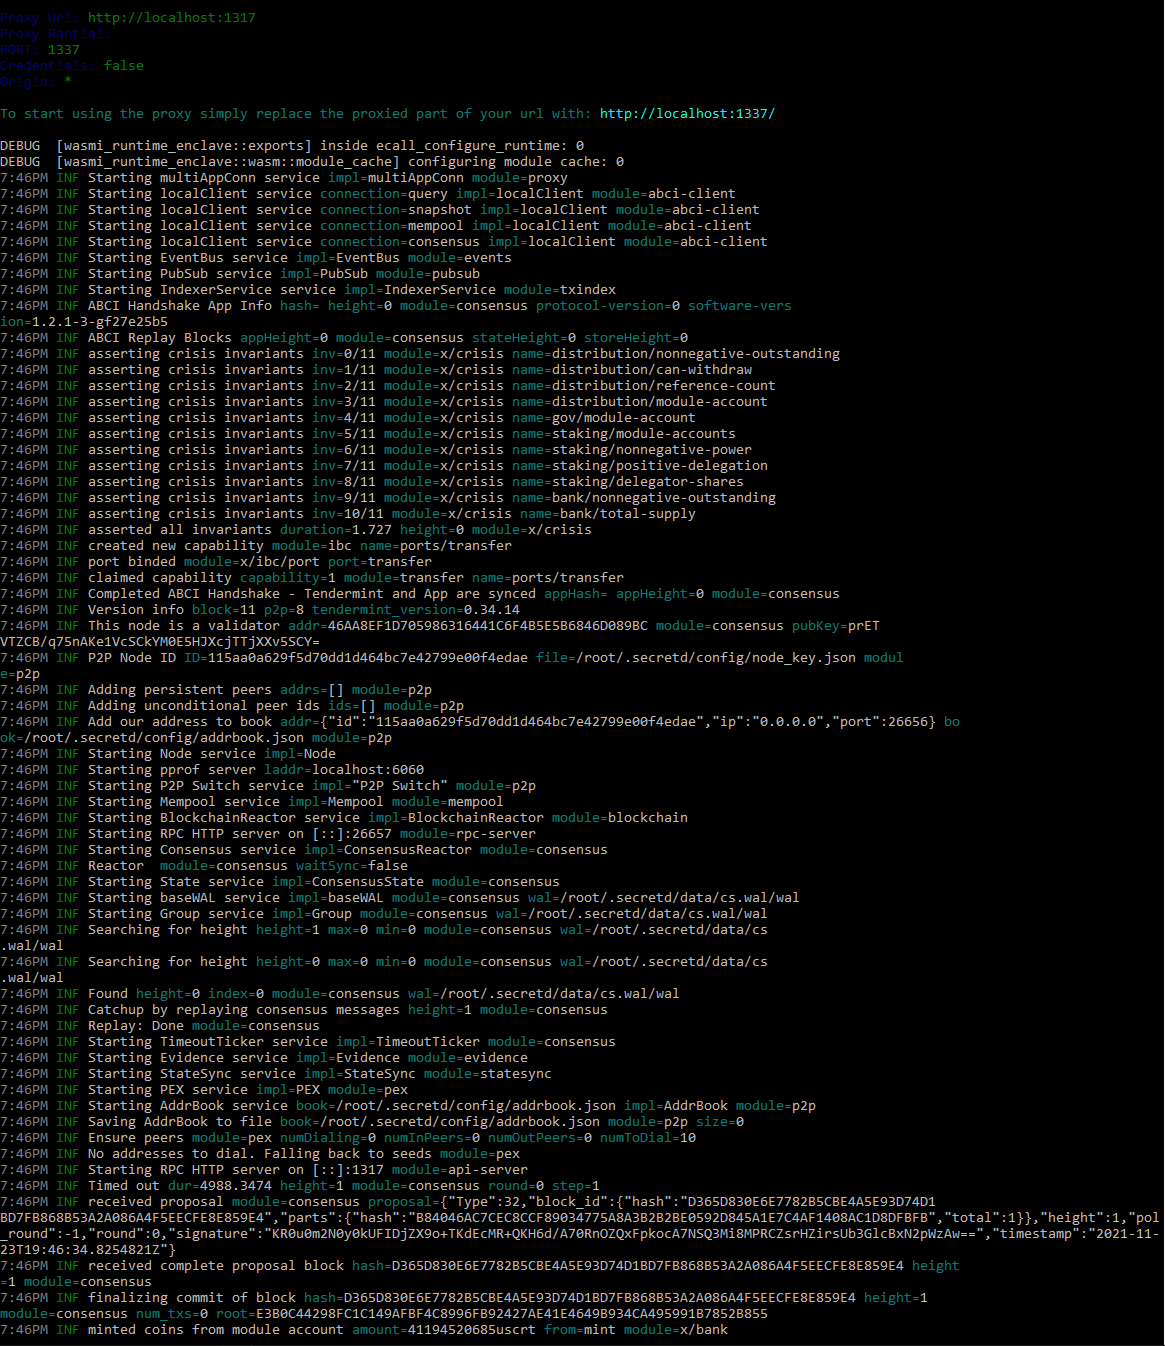 Proxy Url: http://localhost:1317
Proxy Partial:
PORT: 1337
Credentials: false
Origin: *
To start using the proxy simply replace the proxied part of your url with: http://localhost:1337/
DEBUG  [wasmi_runtime_enclave::exports] inside ecall_configure_runtime: 0
DEBUG  [wasmi_runtime_enclave::wasm::module_cache] configuring module cache: 0
7:46PM INF Starting multiAppConn service impl=multiAppConn module=proxy
7:46PM INF Starting localClient service connection=query impl=localClient module=abci-client
7:46PM INF Starting localClient service connection=snapshot impl=localClient module=abci-client
7:46PM INF Starting localClient service connection=mempool impl=localClient module=abci-client
7:46PM INF Starting localClient service connection=consensus impl=localClient module=abci-client
7:46PM INF Starting EventBus service impl=EventBus module=events
7:46PM INF Starting PubSub service impl=PubSub module=pubsub
7:46PM INF Starting IndexerService service impl=IndexerService module=txindex
7:46PM INF ABCI Handshake App Info hash= height=0 module=consensus protocol-version=0 software-vers
ion=1.2.1-3-gf27e25b5
7:46PM INF ABCI Replay Blocks appHeight=0 module=consensus stateHeight=0 storeHeight=0
7:46PM INF asserting crisis invariants inv=0/11 module=x/crisis name=distribution/nonnegative-outstanding
7:46PM INF asserting crisis invariants inv=1/11 module=x/crisis name=distribution/can-withdraw
7:46PM INF asserting crisis invariants inv=2/11 module=x/crisis name=distribution/reference-count
7:46PM INF asserting crisis invariants inv=3/11 module=x/crisis name=distribution/module-account
7:46PM INF asserting crisis invariants inv=4/11 module=x/crisis name=gov/module-account
7:46PM INF asserting crisis invariants inv=5/11 module=x/crisis name=staking/module-accounts
7:46PM INF asserting crisis invariants inv=6/11 module=x/crisis name=staking/nonnegative-power
7:46PM INF asserting crisis invariants inv=7/11 module=x/crisis name=staking/positive-delegation
7:46PM INF asserting crisis invariants inv=8/11 module=x/crisis name=staking/delegator-shares
7:46PM INF asserting crisis invariants inv=9/11 module=x/crisis name=bank/nonnegative-outstanding
7:46PM INF asserting crisis invariants inv=10/11 module=x/crisis name=bank/total-supply
7:46PM INF asserted all invariants duration=1.727 height=0 module=x/crisis
7:46PM INF created new capability module=ibc name=ports/transfer
7:46PM INF port binded module=x/ibc/port port=transfer
7:46PM INF claimed capability capability=1 module=transfer name=ports/transfer
7:46PM INF Completed ABCI Handshake - Tendermint and App are synced appHash= appHeight=0 module=consensus
7:46PM INF Version info block=11 p2p=8 tendermint_version=0.34.14
7:46PM INF This node is a validator addr=46AA8EF1D705986316441C6F4B5E5B6846D089BC module=consensus pubKey=prET
VTZCB/q75nAKe1VcSCkYM0E5HJXcjTTjXXv5SCY=
7:46PM INF P2P Node ID ID=115aa0a629f5d70dd1d464bc7e42799e00f4edae file=/root/.secretd/config/node_key.json modul
e=p2p
7:46PM INF Adding persistent peers addrs=[] module=p2p
7:46PM INF Adding unconditional peer ids ids=[] module=p2p
7:46PM INF Add our address to book addr={"id":"115aa0a629f5d70dd1d464bc7e42799e00f4edae","ip":"0.0.0.0","port":26656} bo
ok=/root/.secretd/config/addrbook.json module=p2p
7:46PM INF Starting Node service impl=Node
7:46PM INF Starting pprof server laddr=localhost:6060
7:46PM INF Starting P2P Switch service impl="P2P Switch" module=p2p
7:46PM INF Starting Mempool service impl=Mempool module=mempool
7:46PM INF Starting BlockchainReactor service impl=BlockchainReactor module=blockchain
7:46PM INF Starting RPC HTTP server on [::]:26657 module=rpc-server
7:46PM INF Starting Consensus service impl=ConsensusReactor module=consensus
7:46PM INF Reactor  module=consensus waitSync=false
7:46PM INF Starting State service impl=ConsensusState module=consensus
7:46PM INF Starting baseWAL service impl=baseWAL module=consensus wal=/root/.secretd/data/cs.wal/wal
7:46PM INF Starting Group service impl=Group module=consensus wal=/root/.secretd/data/cs.wal/wal
7:46PM INF Searching for height height=1 max=0 min=0 module=consensus wal=/root/.secretd/data/cs
.wal/wal
7:46PM INF Searching for height height=0 max=0 min=0 module=consensus wal=/root/.secretd/data/cs
.wal/wal
7:46PM INF Found height=0 index=0 module=consensus wal=/root/.secretd/data/cs.wal/wal
7:46PM INF Catchup by replaying consensus messages height=1 module=consensus
7:46PM INF Replay: Done module=consensus
7:46PM INF Starting TimeoutTicker service impl=TimeoutTicker module=consensus
7:46PM INF Starting Evidence service impl=Evidence module=evidence
7:46PM INF Starting StateSync service impl=StateSync module=statesync
7:46PM INF Starting PEX service impl=PEX module=pex
7:46PM INF Starting AddrBook service book=/root/.secretd/config/addrbook.json impl=AddrBook module=p2p
7:46PM INF Saving AddrBook to file book=/root/.secretd/config/addrbook.json module=p2p size=0
7:46PM INF Ensure peers module=pex numDialing=0 numInPeers=0 numOutPeers=0 numToDial=10
7:46PM INF No addresses to dial. Falling back to seeds module=pex
7:46PM INF Starting RPC HTTP server on [::]:1317 module=api-server
7:46PM INF Timed out dur=4988.3474 height=1 module=consensus round=0 step=1
7:46PM INF received proposal module=consensus proposal={"Type":32,"block_id":{"hash":"D365D830E6E7782B5CBE4A5E93D74D1
BD7FB868B53A2A086A4F5EECFE8E859E4","parts":{"hash":"B84046AC7CEC8CCF89034775A8A3B2B2BE0592D845A1E7C4AF1408AC1D8DFBFB","total":1}},"height":1,"pol
_round":-1,"round":0,"signature":"KR0u0m2N0y0kUFIDjZX9o+TKdEcMR+QKH6d/A70RnOZQxFpkocA7NSQ3Mi8MPRCZsrHZirsUb3GlcBxN2pWzAw==","timestamp":"2021-11-
23T19:46:34.8254821Z"}
7:46PM INF received complete proposal block hash=D365D830E6E7782B5CBE4A5E93D74D1BD7FB868B53A2A086A4F5EECFE8E859E4 height
=1 module=consensus
7:46PM INF finalizing commit of block hash=D365D830E6E7782B5CBE4A5E93D74D1BD7FB868B53A2A086A4F5EECFE8E859E4 height=1
module=consensus num_txs=0 root=E3B0C44298FC1C149AFBF4C8996FB92427AE41E4649B934CA495991B7852B855
7:46PM INF minted coins from module account amount=41194520685uscrt from=mint module=x/bank